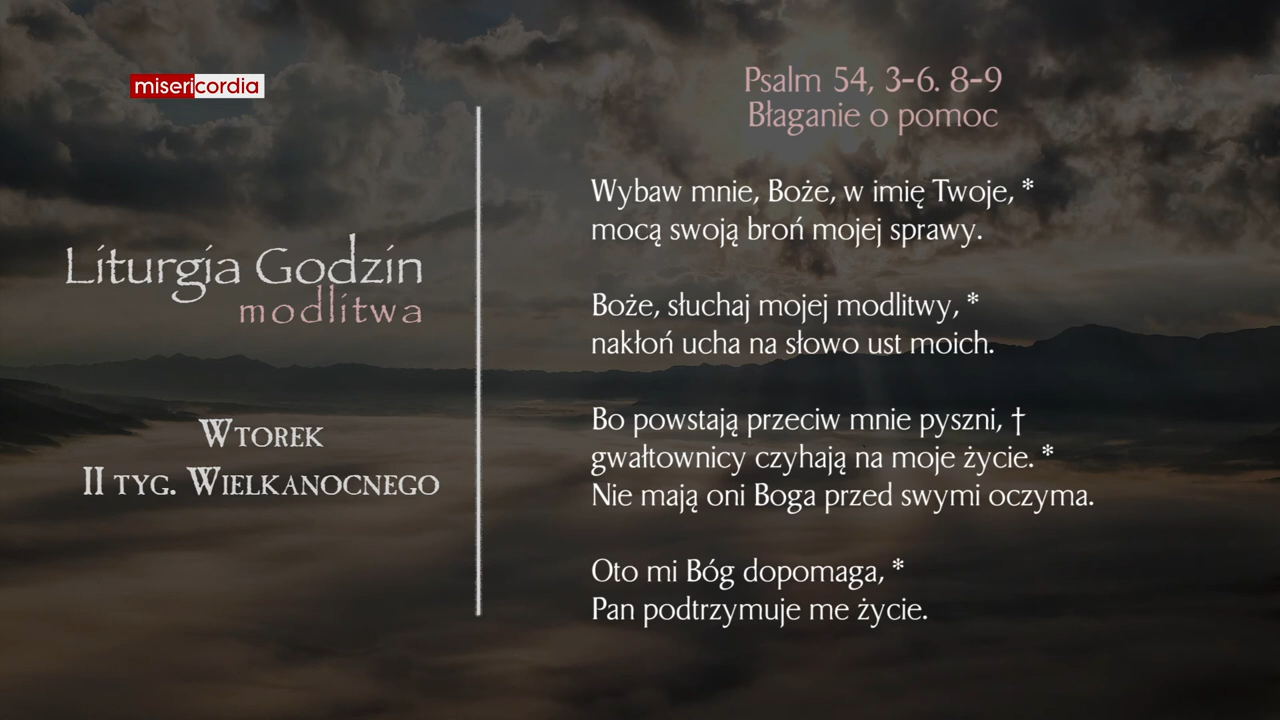 misericordia
Liturgia Godzin
modlitwa
Wtorek
II tyg. Wielkanocnego
Psalm 54, 3-6. 8-9
Błaganie o pomoc
Wybaw mnie, Boże, w imię Twoje, *
mocą swoją broń mojej sprawy.
Boże, słuchaj mojej modlitwy, *
nakłoń ucha na słowo ust moich.
Bo powstają przeciw mnie pyszni, †
gwałtownicy czyhają na moje życie. *
Nie mają oni Boga przed swymi oczyma.
Oto mi Bóg dopomaga, *
Pan podtrzymuje me życie.